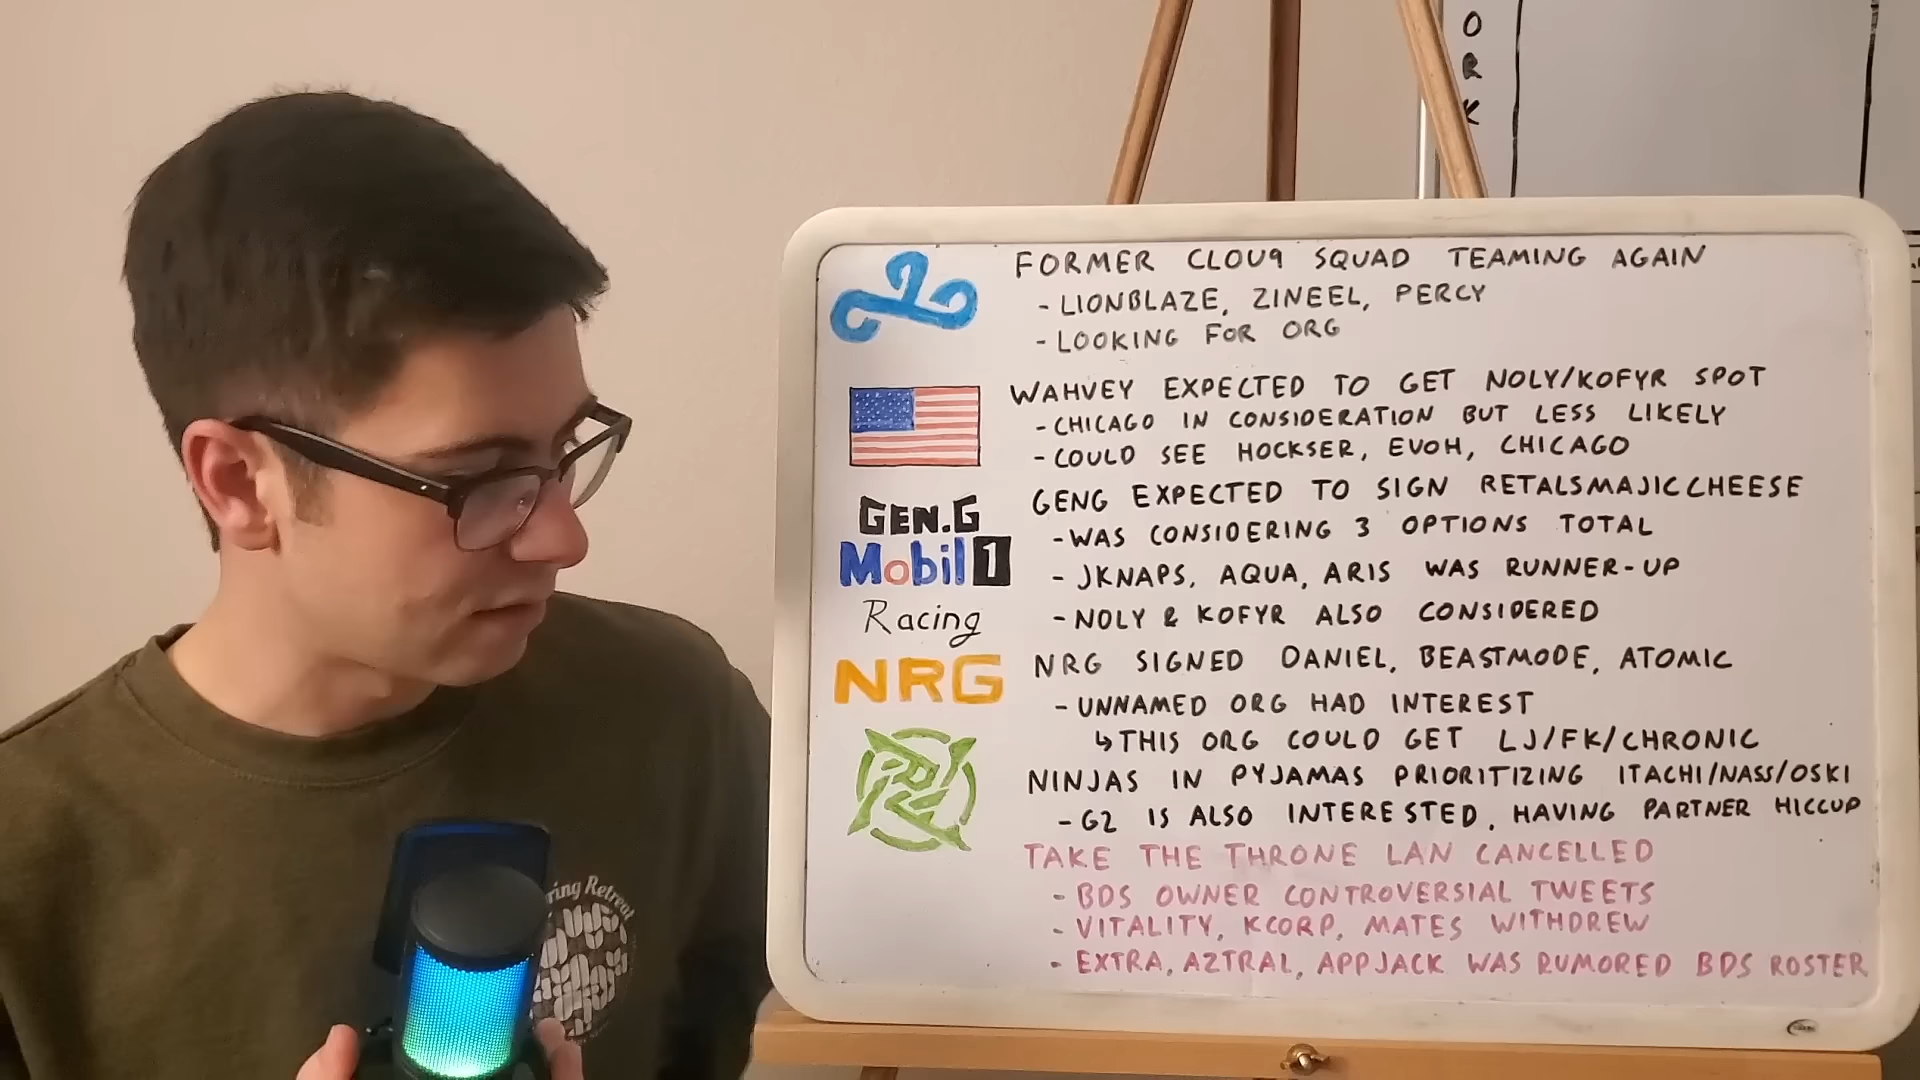 O
R
K
FORMER CLOU9 SQUAD TEAMING AGAIN
- LIONBLAZE, ZINEEL, PERCY
- LOOKING FOR ORG
WAHVEY EXPECTED TO GET NOLY/KOFYR SPOT
- CHICAGO IN CONSIDERATION BUT LESS LIKELY
- COULD SEE HOCKSER, EVOH, CHICAGO
GEN.G
Mobil 1
Racing
GENG EXPECTED TO SIGN RETALSMAJICCHEESE
- WAS CONSIDERING 3 OPTIONS TOTAL
- JKNAPS, AQUA, ARIS WAS RUNNER-UP
- NOLY & KOFYR ALSO CONSIDERED
NRG
NRG SIGNED DANIEL, BEASTMODE, ATOMIC
- UNNAMED ORG HAD INTEREST
↳ THIS ORG COULD GET LJ/FK/CHRONIC
NINJAS IN PYJAMAS PRIORITIZING ITACHI/NASS/OSKI
- G2 IS ALSO INTERESTED, HAVING PARTNER HICCUP
TAKE THE THRONE LAN CANCELLED
- BDS OWNER CONTROVERSIAL TWEETS
- VITALITY, KCORP, MATES WITHDREW
- EXTRA, AZTRAL, APPJACK WAS RUMORED BDS ROSTER
ring Retreat